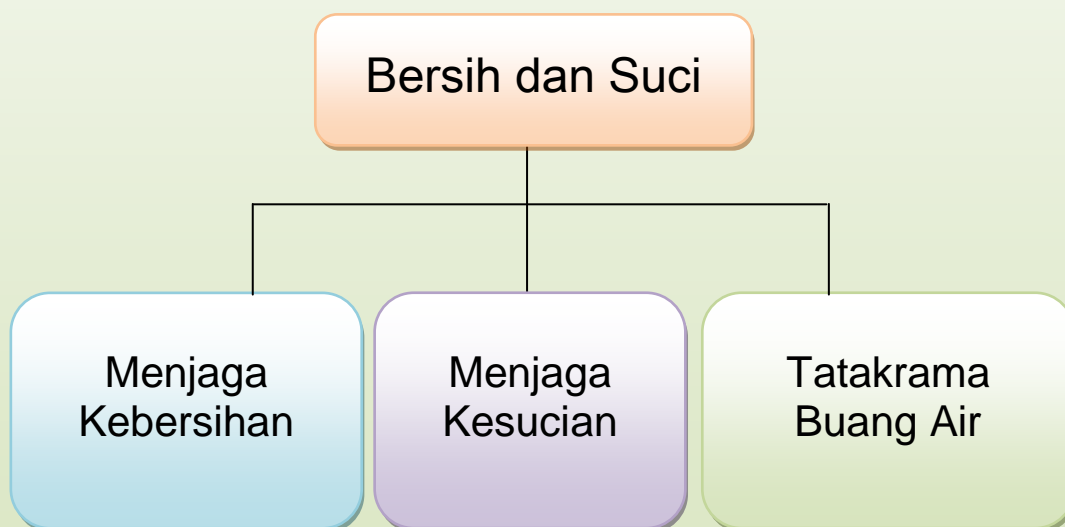 Bersih dan Suci
Menjaga
Kebersihan
Menjaga
Kesucian
Tatakrama
Buang Air